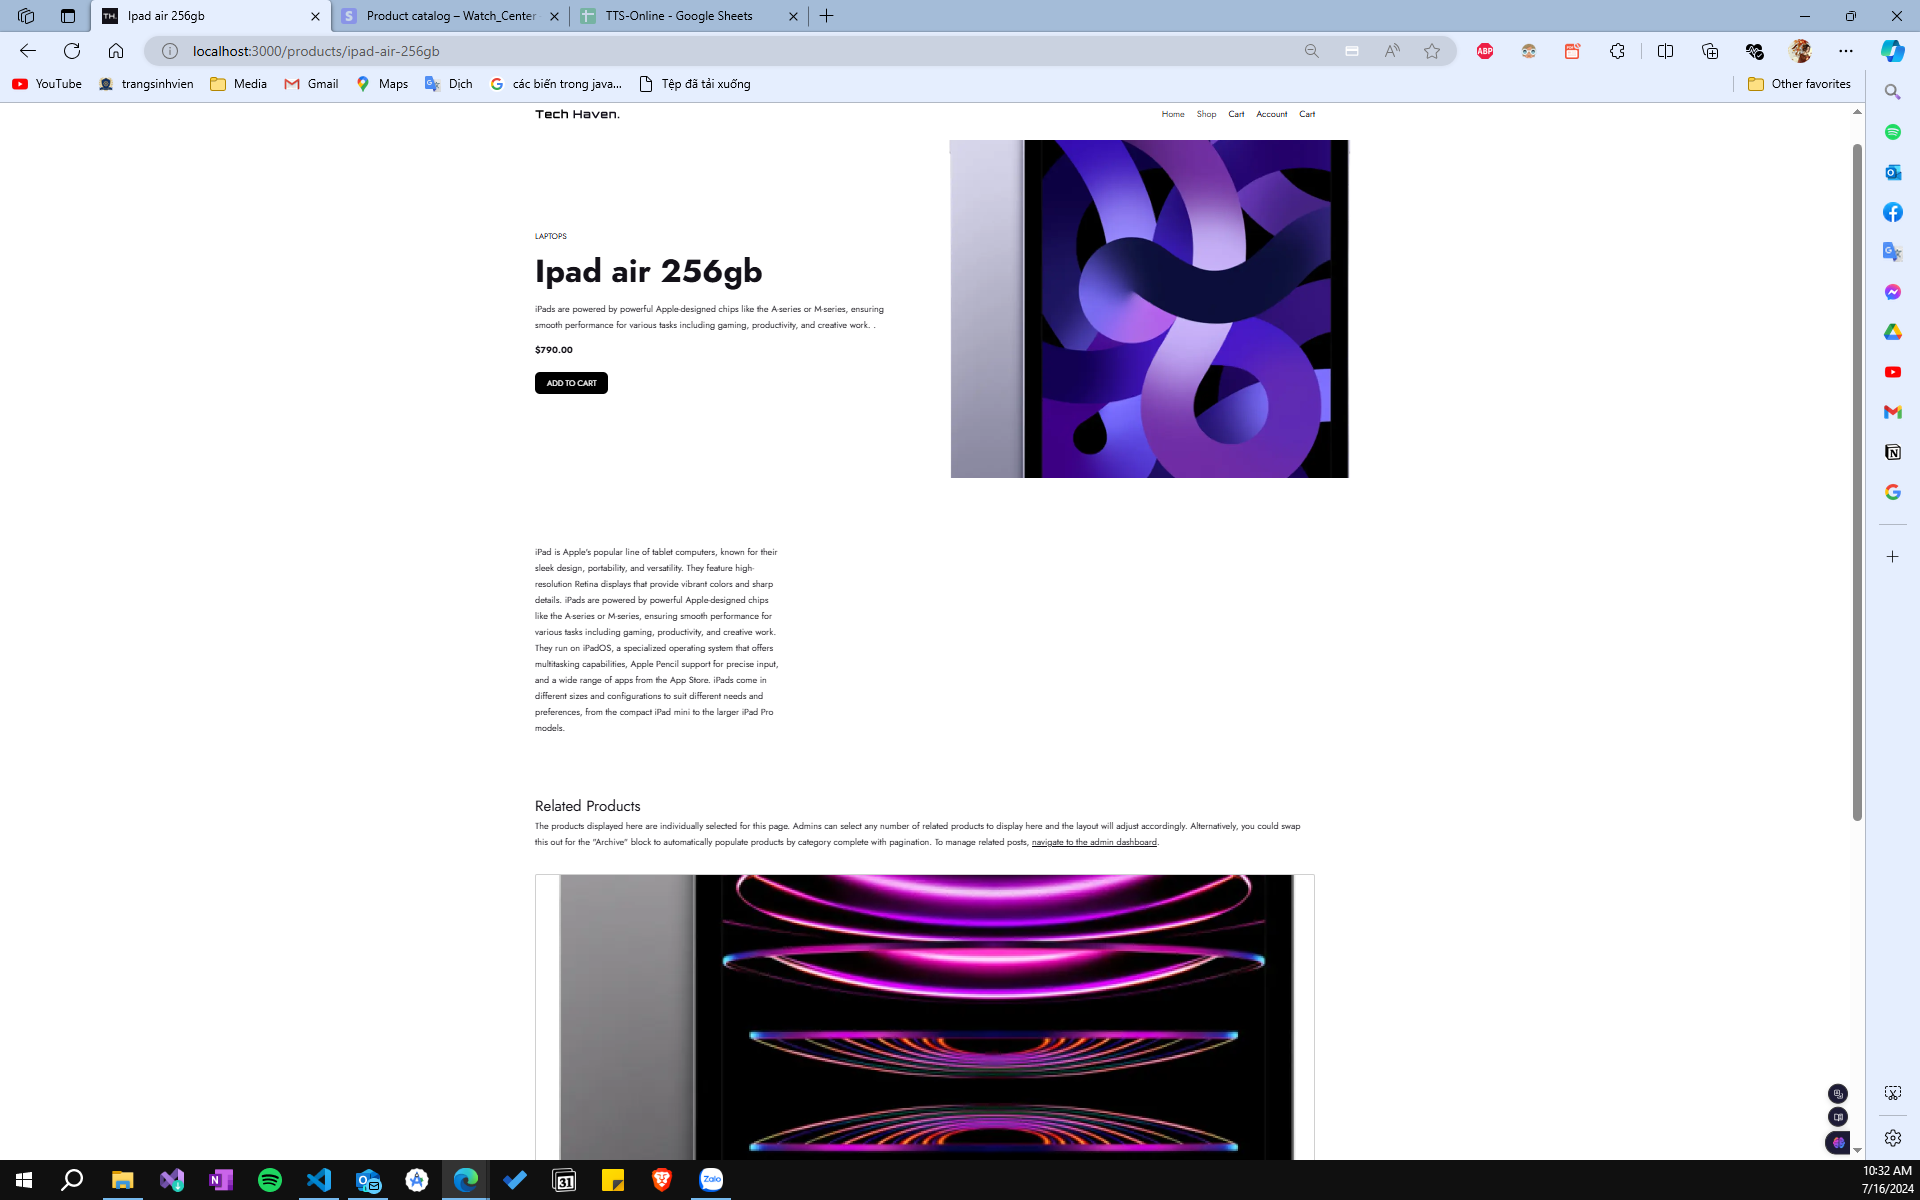 Ipad air 256gb
Product catalog – Watch_Center
TTS-Online - Google Sheets
localhost:3000/products/ipad-air-256gb
ABP
YouTube
trangsinhvien
Media
Gmail
Maps
Dịch
các biến trong java...
Tệp đã tải xuống
Other favorites
Tech Haven.
Home
Shop
Cart
Account
Cart
LAPTOPS
Ipad air 256gb
iPads are powered by powerful Apple-designed chips like the A-series or M-series, ensuring
smooth performance for various tasks including gaming, productivity, and creative work. .
$790.00
ADD TO CART
iPad is Apple's popular line of tablet computers, known for their
sleek design, portability, and versatility. They feature high-
resolution Retina displays that provide vibrant colors and sharp
details. iPads are powered by powerful Apple-designed chips
like the A-series or M-series, ensuring smooth performance for
various tasks including gaming, productivity, and creative work.
They run on iPadOS, a specialized operating system that offers
multitasking capabilities, Apple Pencil support for precise input,
and a wide range of apps from the App Store. iPads come in
different sizes and configurations to suit different needs and
preferences, from the compact iPad mini to the larger iPad Pro
models.
Related Products
The products displayed here are individually selected for this page. Admins can select any number of related products to display here and the layout will adjust accordingly. Alternatively, you could swap
this out for the "Archive" block to automatically populate products by category complete with pagination. To manage related posts, navigate to the admin dashboard.
31
Zalo
10:32 AM
7/16/2024